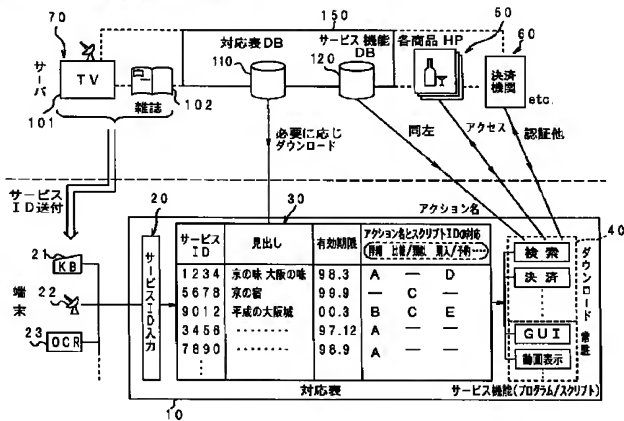 150
70
対応表DB
サービス機能
DB
各商品 HP
50
60
サーバ
TV
110
120
決済
機関
101
雑誌
102
etc.
必要に応じ
ダウンロード
同左
アクセス
認証他
サービス
ID送付
アクション名
20
30
40
21
KB
22
端末
23
OCR
サービスID入力
サービス
ID
見出し
有効期限
アクション名とスクリプトIDの対応
1234 京の味 大阪の味 98.3 A — D
5678 京の宿 99.9 — C —
9012 平成の大阪城 00.3 B C E
3456 ・・・・・・・・ 97.12 A — —
7890 ・・・・・・・・ 98.9 A — —
検索
決済
ダウンロード
GUI
動画表示
常駐
対応表
サービス機能(プログラム/スクリプト)
10